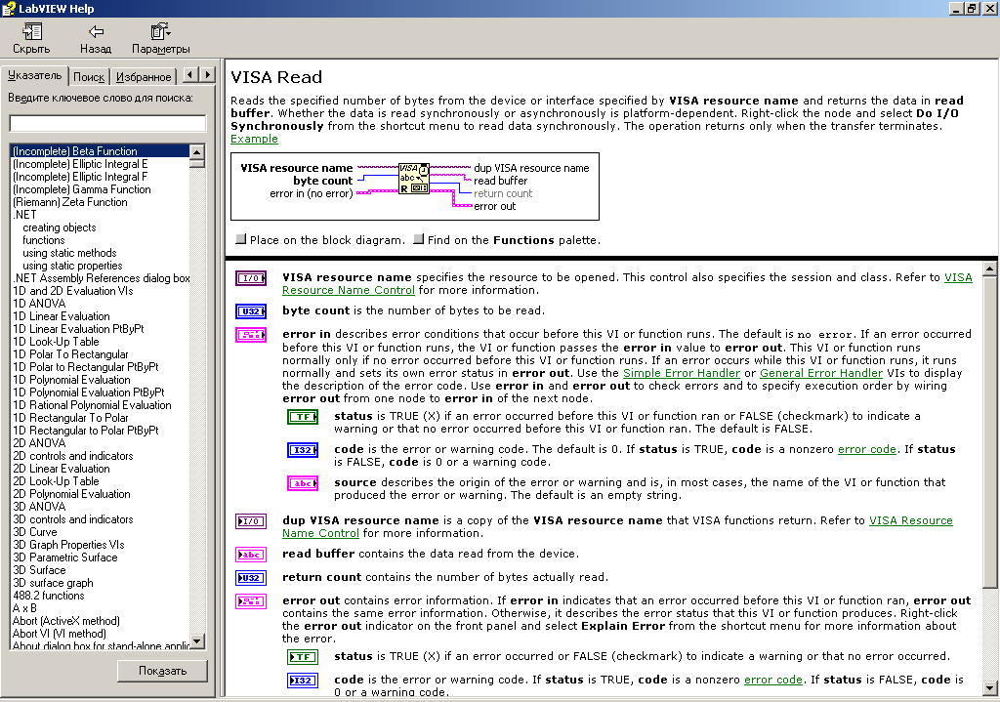 LabVIEW Help
Скрыть
Назад
Параметры
Указатель
Поиск
Избранное
Введите ключевое слово для поиска:
(Incomplete) Beta Function
(Incomplete) Elliptic Integral E
(Incomplete) Elliptic Integral F
(Incomplete) Gamma Function
(Riemann) Zeta Function
.NET
creating objects
functions
using static methods
using static properties
.NET Assembly References dialog box
1D and 2D Evaluation VIs
1D ANOVA
1D Linear Evaluation
1D Linear Evaluation PtByPt
1D Look-Up Table
1D Polar To Rectangular
1D Polar to Rectangular PtByPt
1D Polynomial Evaluation
1D Polynomial Evaluation PtByPt
1D Rational Polynomial Evaluation
1D Rectangular To Polar
1D Rectangular to Polar PtByPt
2D ANOVA
2D controls and indicators
2D Linear Evaluation
2D Look-Up Table
2D Polynomial Evaluation
3D ANOVA
3D controls and indicators
3D Curve
3D Graph Properties VIs
3D Parametric Surface
3D Surface
3D surface graph
488.2 functions
A x B
Abort (ActiveX method)
Abort VI (VI method)
About dialog box for stand-alone applic
Показать
VISA Read
Reads the specified number of bytes from the device or interface specified by VISA resource name and returns the data in read
buffer. Whether the data is read synchronously or asynchronously is platform-dependent. Right-click the node and select Do I/O
Synchronously from the shortcut menu to read data synchronously. The operation returns only when the transfer terminates.
Example
VISA resource name
byte count
error in (no error)
VISA
abc
R
dup VISA resource name
read buffer
return count
error out
Place on the block diagram. Find on the Functions palette.
I/O VISA resource name specifies the resource to be opened. This control also specifies the session and class. Refer to VISA
Resource Name Control for more information.
U32 byte count is the number of bytes to be read.
error in describes error conditions that occur before this VI or function runs. The default is no error. If an error occurred
before this VI or function runs, the VI or function passes the error in value to error out. This VI or function runs
normally only if no error occurred before this VI or function runs. If an error occurs while this VI or function runs, it runs
normally and sets its own error status in error out. Use the Simple Error Handler or General Error Handler VIs to display
the description of the error code. Use error in and error out to check errors and to specify execution order by wiring
error out from one node to error in of the next node.
TF status is TRUE (X) if an error occurred before this VI or function ran or FALSE (checkmark) to indicate a
warning or that no error occurred before this VI or function ran. The default is FALSE.
I32 code is the error or warning code. The default is 0. If status is TRUE, code is a nonzero error code. If status
is FALSE, code is 0 or a warning code.
abc source describes the origin of the error or warning and is, in most cases, the name of the VI or function that
produced the error or warning. The default is an empty string.
I/O dup VISA resource name is a copy of the VISA resource name that VISA functions return. Refer to VISA Resource
Name Control for more information.
abc read buffer contains the data read from the device.
U32 return count contains the number of bytes actually read.
error out contains error information. If error in indicates that an error occurred before this VI or function ran, error out
contains the same error information. Otherwise, it describes the error status that this VI or function produces. Right-click
the error out indicator on the front panel and select Explain Error from the shortcut menu for more information about
the error.
TF status is TRUE (X) if an error occurred or FALSE (checkmark) to indicate a warning or that no error occurred.
I32 code is the error or warning code. If status is TRUE, code is a nonzero error code. If status is FALSE, code is
0 or a warning code.